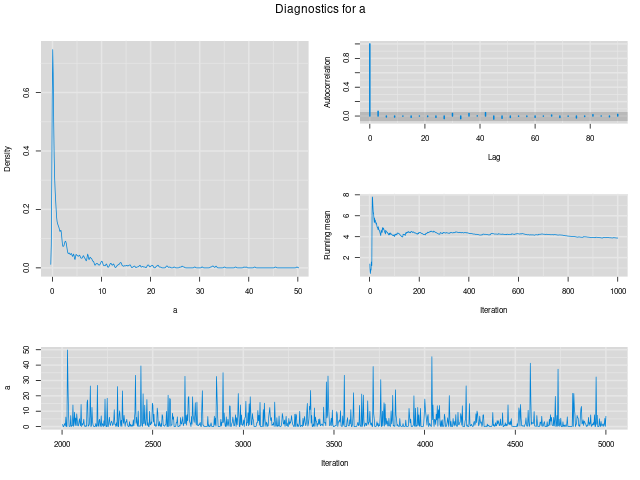 Diagnostics for a
Density
0.0 0.2 0.4 0.6
0 10 20 30 40 50
a
Autocorrelation
0.0 0.4 0.8
0 20 40 60 80
Lag
Running mean
2 4 6 8
0 200 400 600 800 1000
Iteration
a
0 10 20 30 40 50
2000 2500 3000 3500 4000 4500 5000
Iteration